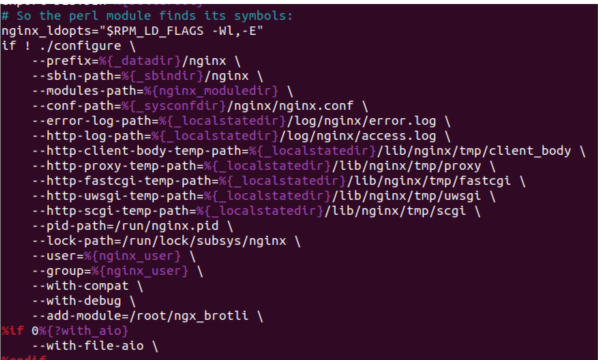 # So the perl module finds its symbols:
nginx_ldopts="$RPM_LD_FLAGS -Wl,-E"
if ! ./configure \
    --prefix=%{_datadir}/nginx \
    --sbin-path=%{_sbindir}/nginx \
    --modules-path=%{nginx_moduledir} \
    --conf-path=%{_sysconfdir}/nginx/nginx.conf \
    --error-log-path=%{_localstatedir}/log/nginx/error.log \
    --http-log-path=%{_localstatedir}/log/nginx/access.log \
    --http-client-body-temp-path=%{_localstatedir}/lib/nginx/tmp/client_body \
    --http-proxy-temp-path=%{_localstatedir}/lib/nginx/tmp/proxy \
    --http-fastcgi-temp-path=%{_localstatedir}/lib/nginx/tmp/fastcgi \
    --http-uwsgi-temp-path=%{_localstatedir}/lib/nginx/tmp/uwsgi \
    --http-scgi-temp-path=%{_localstatedir}/lib/nginx/tmp/scgi \
    --pid-path=/run/nginx.pid \
    --lock-path=/run/lock/subsys/nginx \
    --user=%{nginx_user} \
    --group=%{nginx_user} \
    --with-compat \
    --with-debug \
    --add-module=/root/ngx_brotli \
%if 0%{?with_aio}
    --with-file-aio \
%endif